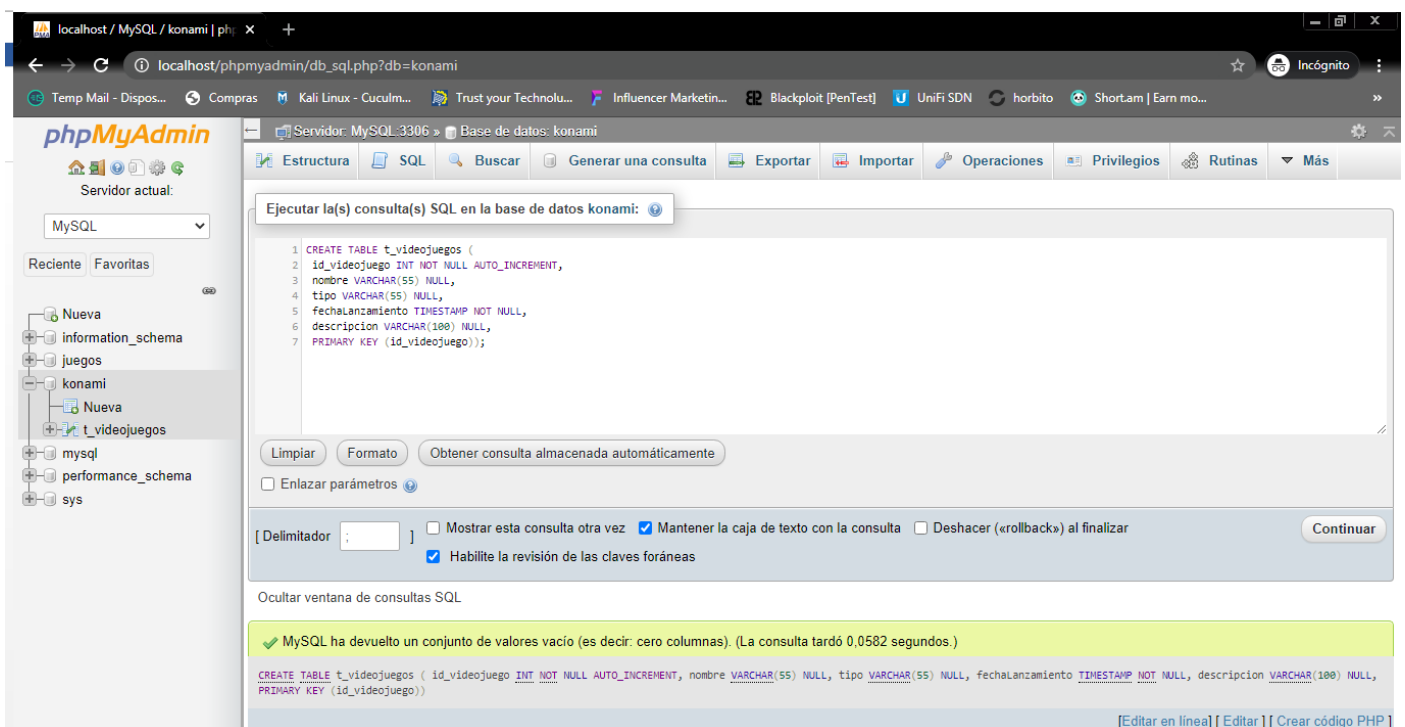 localhost / MySQL / konami | php
localhost/phpmyadmin/db_sql.php?db=konami
Incógnito
Temp Mail - Dispos... Compras Kali Linux - Cuculm... Trust your Technolu... Influencer Marketin... Blackploit [PenTest] UniFi SDN horbito Short.am | Earn mo... »
phpMyAdmin
Servidor actual:
MySQL
Reciente Favoritas
Nueva
information_schema
juegos
konami
Nueva
t_videojuegos
mysql
performance_schema
sys
Servidor: MySQL:3306 » Base de datos: konami
Estructura SQL Buscar Generar una consulta Exportar Importar Operaciones Privilegios Rutinas Más
Ejecutar la(s) consulta(s) SQL en la base de datos konami:
1 CREATE TABLE t_videojuegos (
2 id_videojuego INT NOT NULL AUTO_INCREMENT,
3 nombre VARCHAR(55) NULL,
4 tipo VARCHAR(55) NULL,
5 fechaLanzamiento TIMESTAMP NOT NULL,
6 descripcion VARCHAR(100) NULL,
7 PRIMARY KEY (id_videojuego));
Limpiar Formato Obtener consulta almacenada automáticamente
Enlazar parámetros
[ Delimitador ; ] Mostrar esta consulta otra vez Mantener la caja de texto con la consulta Deshacer («rollback») al finalizar Continuar
Habilite la revisión de las claves foráneas
Ocultar ventana de consultas SQL
MySQL ha devuelto un conjunto de valores vacío (es decir: cero columnas). (La consulta tardó 0,0582 segundos.)
CREATE TABLE t_videojuegos ( id_videojuego INT NOT NULL AUTO_INCREMENT, nombre VARCHAR(55) NULL, tipo VARCHAR(55) NULL, fechaLanzamiento TIMESTAMP NOT NULL, descripcion VARCHAR(100) NULL,
PRIMARY KEY (id_videojuego))
[Editar en línea] [ Editar ] [ Crear código PHP ]